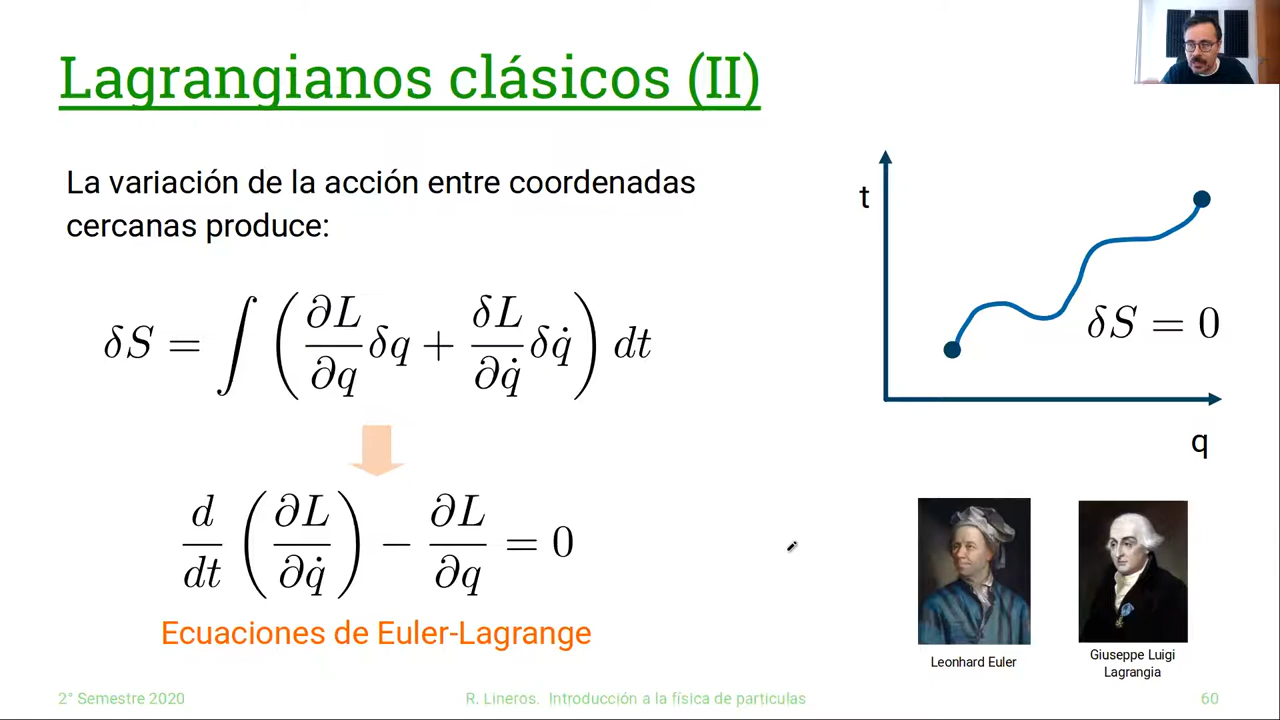 Lagrangianos clásicos (II)
La variación de la acción entre coordenadas
cercanas produce:
δS = ∫ ( ∂L/∂q δq + δL/∂q̇ δq̇ ) dt
d/dt ( ∂L/∂q̇ ) − ∂L/∂q = 0
Ecuaciones de Euler-Lagrange
t
δS = 0
q
Leonhard Euler
Giuseppe Luigi
Lagrangia
2° Semestre 2020
R. Lineros. Introducción a la física de particulas
60